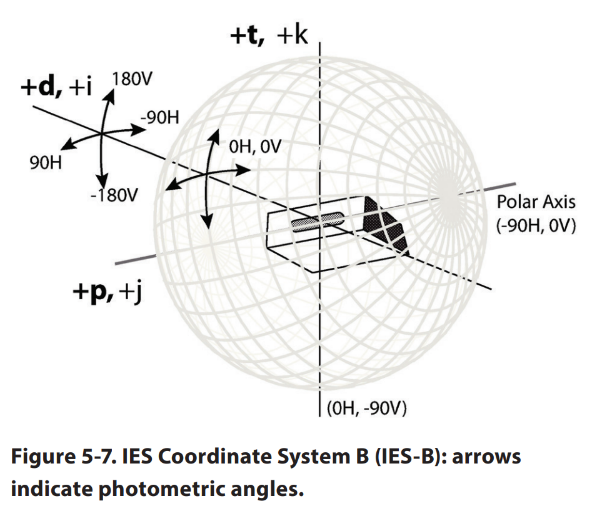 +t, +k
+d, +i
180V
-90H
0H, 0V
90H
-180V
Polar Axis
(-90H, 0V)
+p, +j
(0H, -90V)
Figure 5-7. IES Coordinate System B (IES-B): arrows
indicate photometric angles.